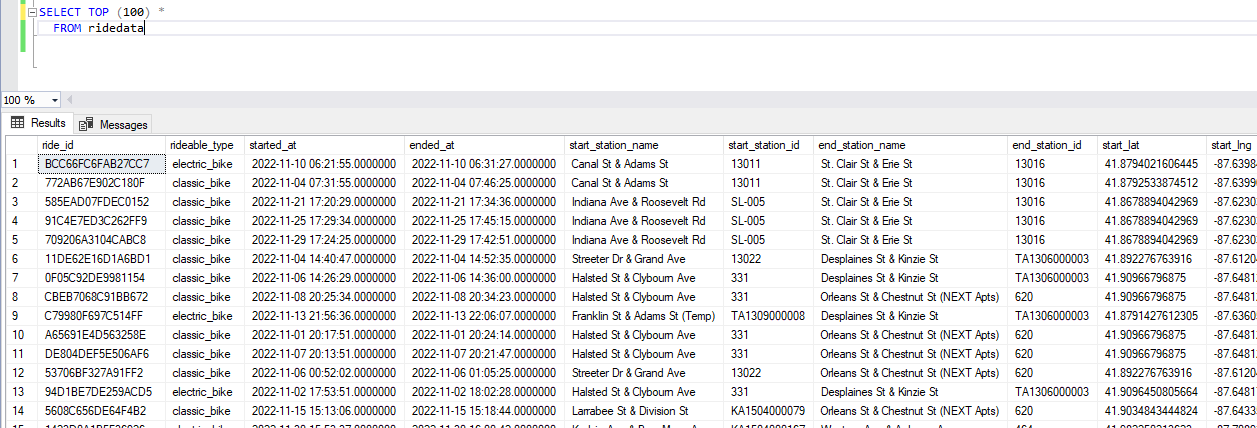 SELECT TOP (100) *
FROM ridedata
100 %
Results Messages
ride_id rideable_type started_at ended_at start_station_name start_station_id end_station_name end_station_id start_lat start_lng
1 BCC66FC6FAB27CC7 electric_bike 2022-11-10 06:21:55.0000000 2022-11-10 06:31:27.0000000 Canal St & Adams St 13011 St. Clair St & Erie St 13016 41.8794021606445 -87.63984
2 772AB67E902C180F classic_bike 2022-11-04 07:31:55.0000000 2022-11-04 07:46:25.0000000 Canal St & Adams St 13011 St. Clair St & Erie St 13016 41.8792533874512 -87.6399
3 585EAD07FDEC0152 classic_bike 2022-11-21 17:20:29.0000000 2022-11-21 17:34:36.0000000 Indiana Ave & Roosevelt Rd SL-005 St. Clair St & Erie St 13016 41.8678894042969 -87.6230
4 91C4E7ED3C262FF9 classic_bike 2022-11-25 17:29:34.0000000 2022-11-25 17:45:15.0000000 Indiana Ave & Roosevelt Rd SL-005 St. Clair St & Erie St 13016 41.8678894042969 -87.6230
5 709206A3104CABC8 classic_bike 2022-11-29 17:24:25.0000000 2022-11-29 17:42:51.0000000 Indiana Ave & Roosevelt Rd SL-005 St. Clair St & Erie St 13016 41.8678894042969 -87.6230
6 11DE62E16D1A6BD1 classic_bike 2022-11-04 14:40:47.0000000 2022-11-04 14:52:35.0000000 Streeter Dr & Grand Ave 13022 Desplaines St & Kinzie St TA1306000003 41.892276763916 -87.6120
7 0F05C92DE9981154 classic_bike 2022-11-06 14:26:29.0000000 2022-11-06 14:36:00.0000000 Halsted St & Clybourn Ave 331 Desplaines St & Kinzie St TA1306000003 41.90966796875 -87.6481
8 CBEB7068C91BB672 classic_bike 2022-11-08 20:25:34.0000000 2022-11-08 20:34:23.0000000 Halsted St & Clybourn Ave 331 Orleans St & Chestnut St (NEXT Apts) 620 41.90966796875 -87.6481
9 C79980F697C514FF electric_bike 2022-11-13 21:56:36.0000000 2022-11-13 22:06:07.0000000 Franklin St & Adams St (Temp) TA1309000008 Desplaines St & Kinzie St TA1306000003 41.8791427612305 -87.6360
10 A65691E4D563258E classic_bike 2022-11-01 20:17:51.0000000 2022-11-01 20:24:14.0000000 Halsted St & Clybourn Ave 331 Orleans St & Chestnut St (NEXT Apts) 620 41.90966796875 -87.6481
11 DE804DEF5E506AF6 classic_bike 2022-11-07 20:13:51.0000000 2022-11-07 20:21:47.0000000 Halsted St & Clybourn Ave 331 Orleans St & Chestnut St (NEXT Apts) 620 41.90966796875 -87.6481
12 53706BF327A91FF2 classic_bike 2022-11-06 00:52:02.0000000 2022-11-06 01:05:25.0000000 Streeter Dr & Grand Ave 13022 Orleans St & Chestnut St (NEXT Apts) 620 41.892276763916 -87.6120
13 94D1BE7DE259ACD5 electric_bike 2022-11-02 17:53:51.0000000 2022-11-02 18:02:28.0000000 Halsted St & Clybourn Ave 331 Desplaines St & Kinzie St TA1306000003 41.9096450805664 -87.6481
14 5608C656DE64F4B2 classic_bike 2022-11-15 15:13:06.0000000 2022-11-15 15:18:44.0000000 Larrabee St & Division St KA1504000079 Orleans St & Chestnut St (NEXT Apts) 620 41.9034843444824 -87.6433